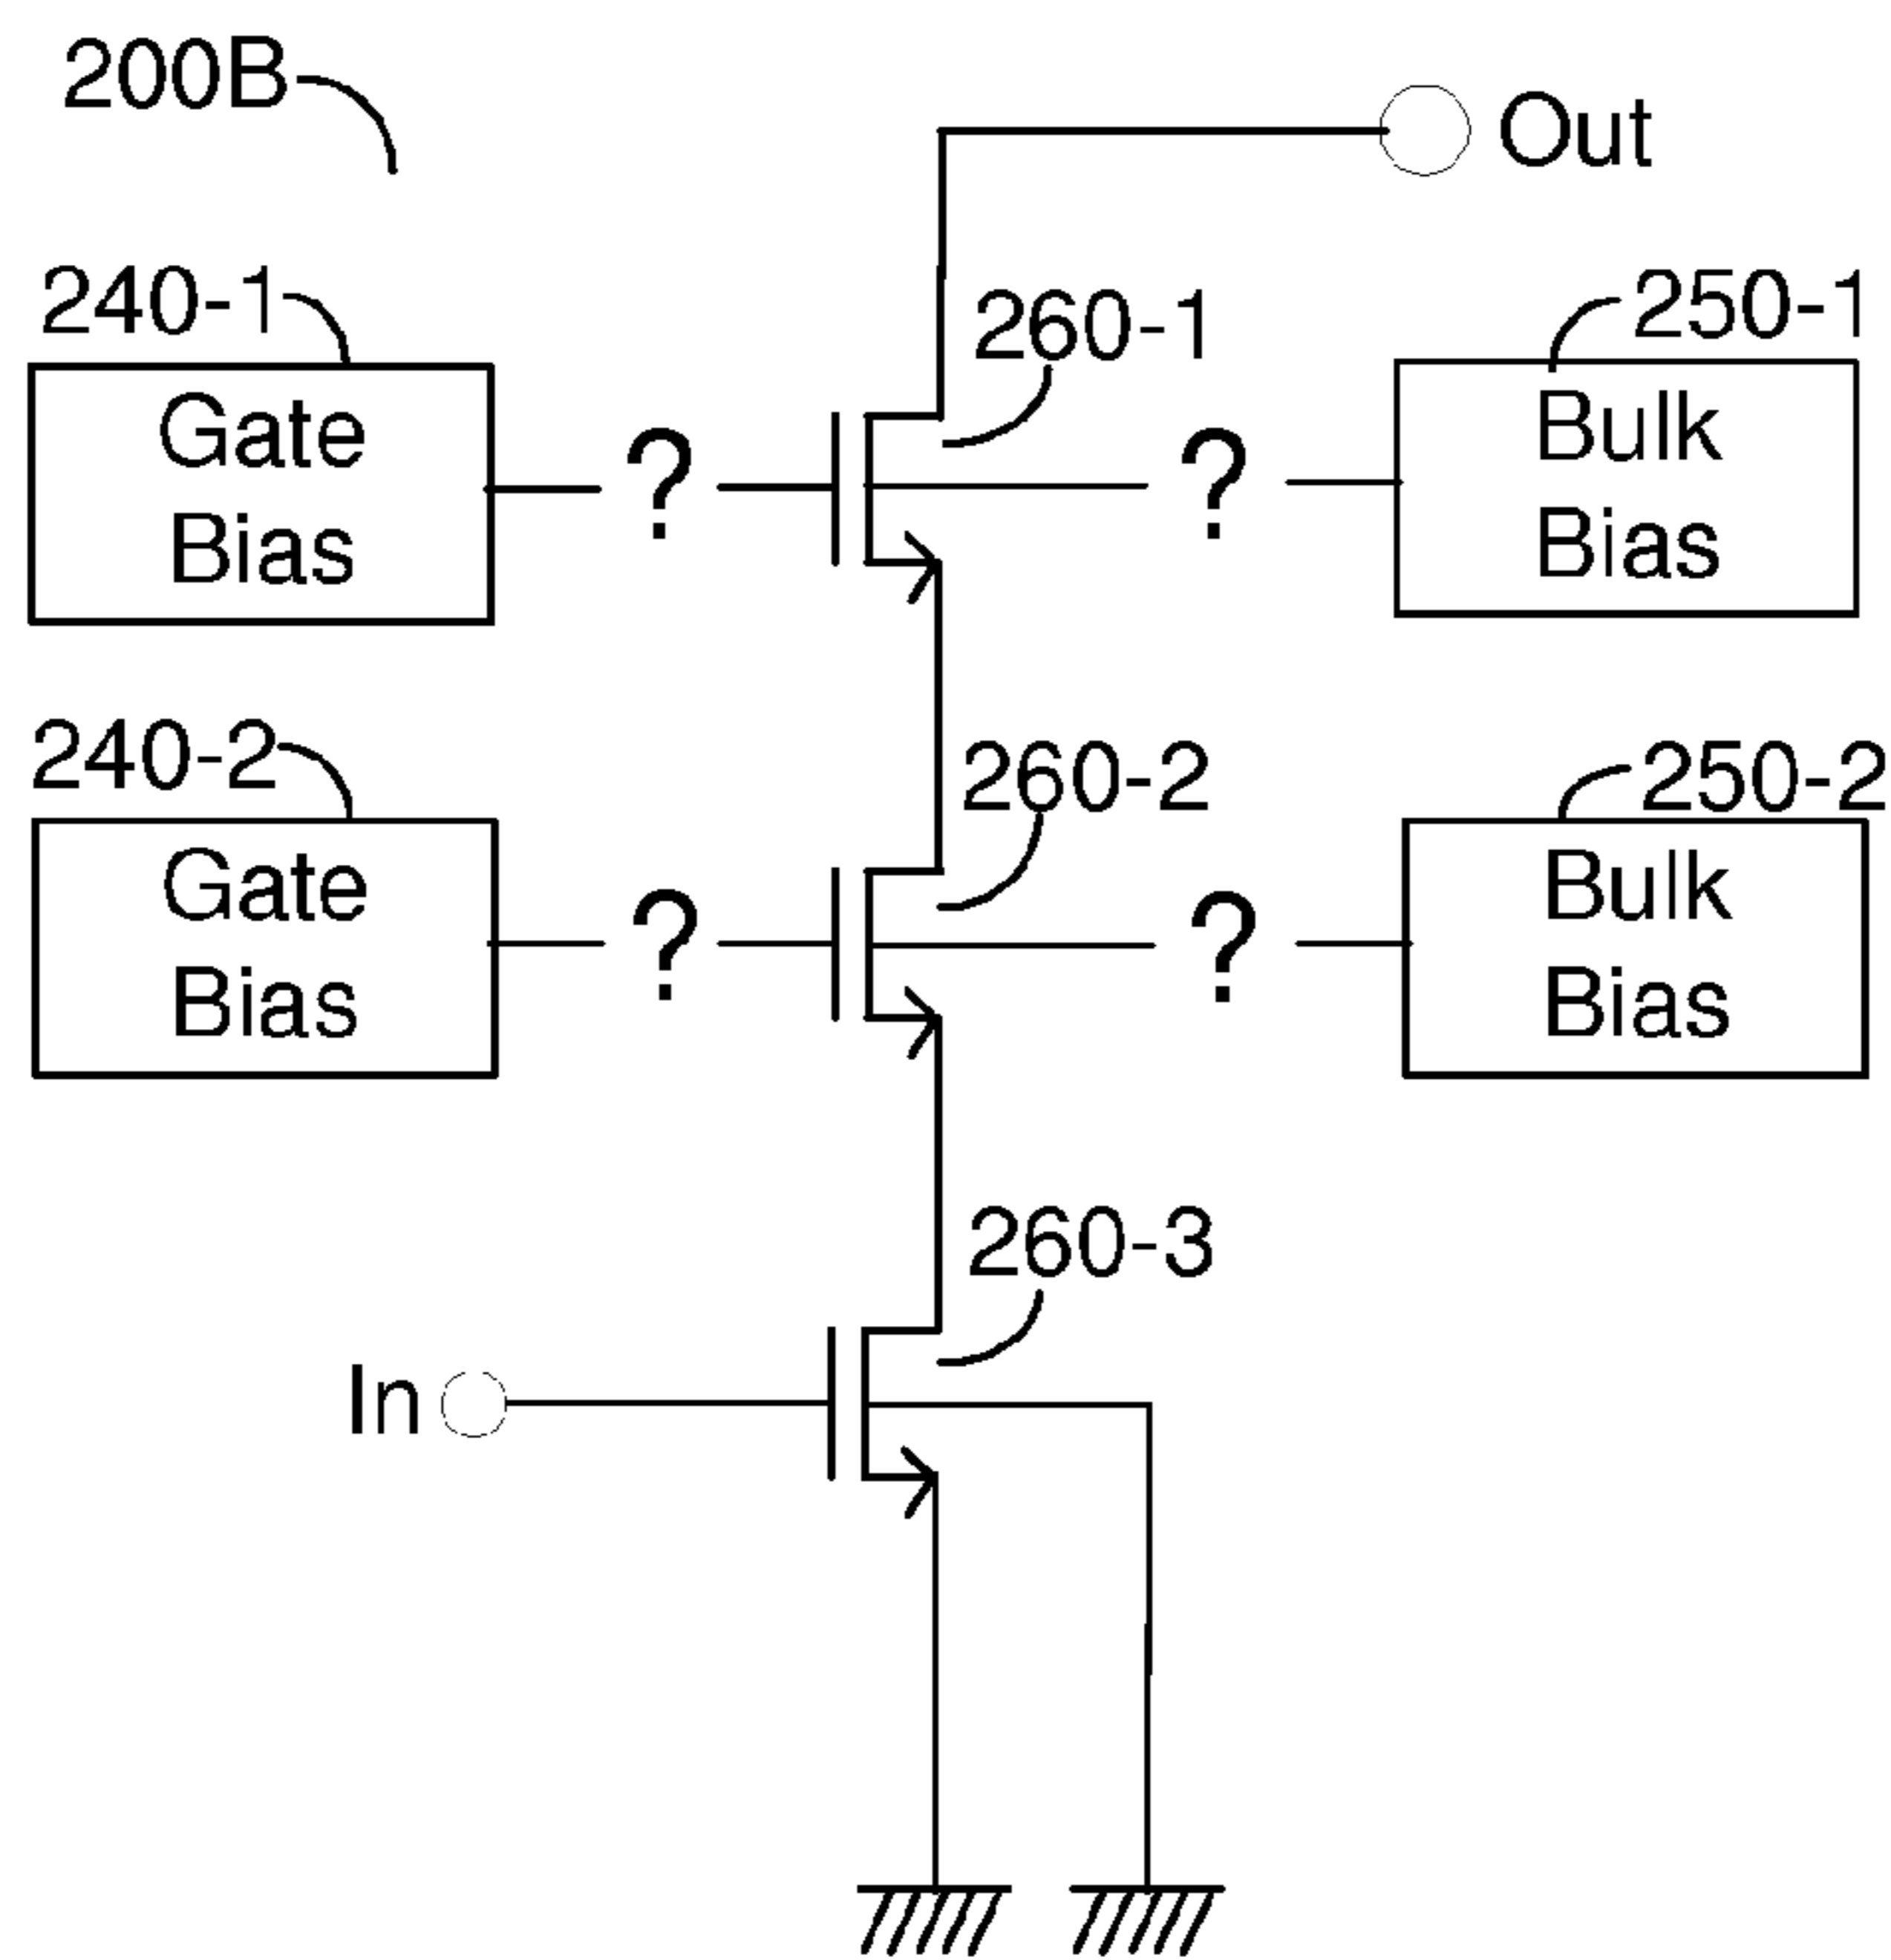 200B
Out
240-1
260-1
250-1
Gate
Bias
?
?
Bulk
Bias
240-2
260-2
250-2
Gate
Bias
?
?
Bulk
Bias
260-3
In